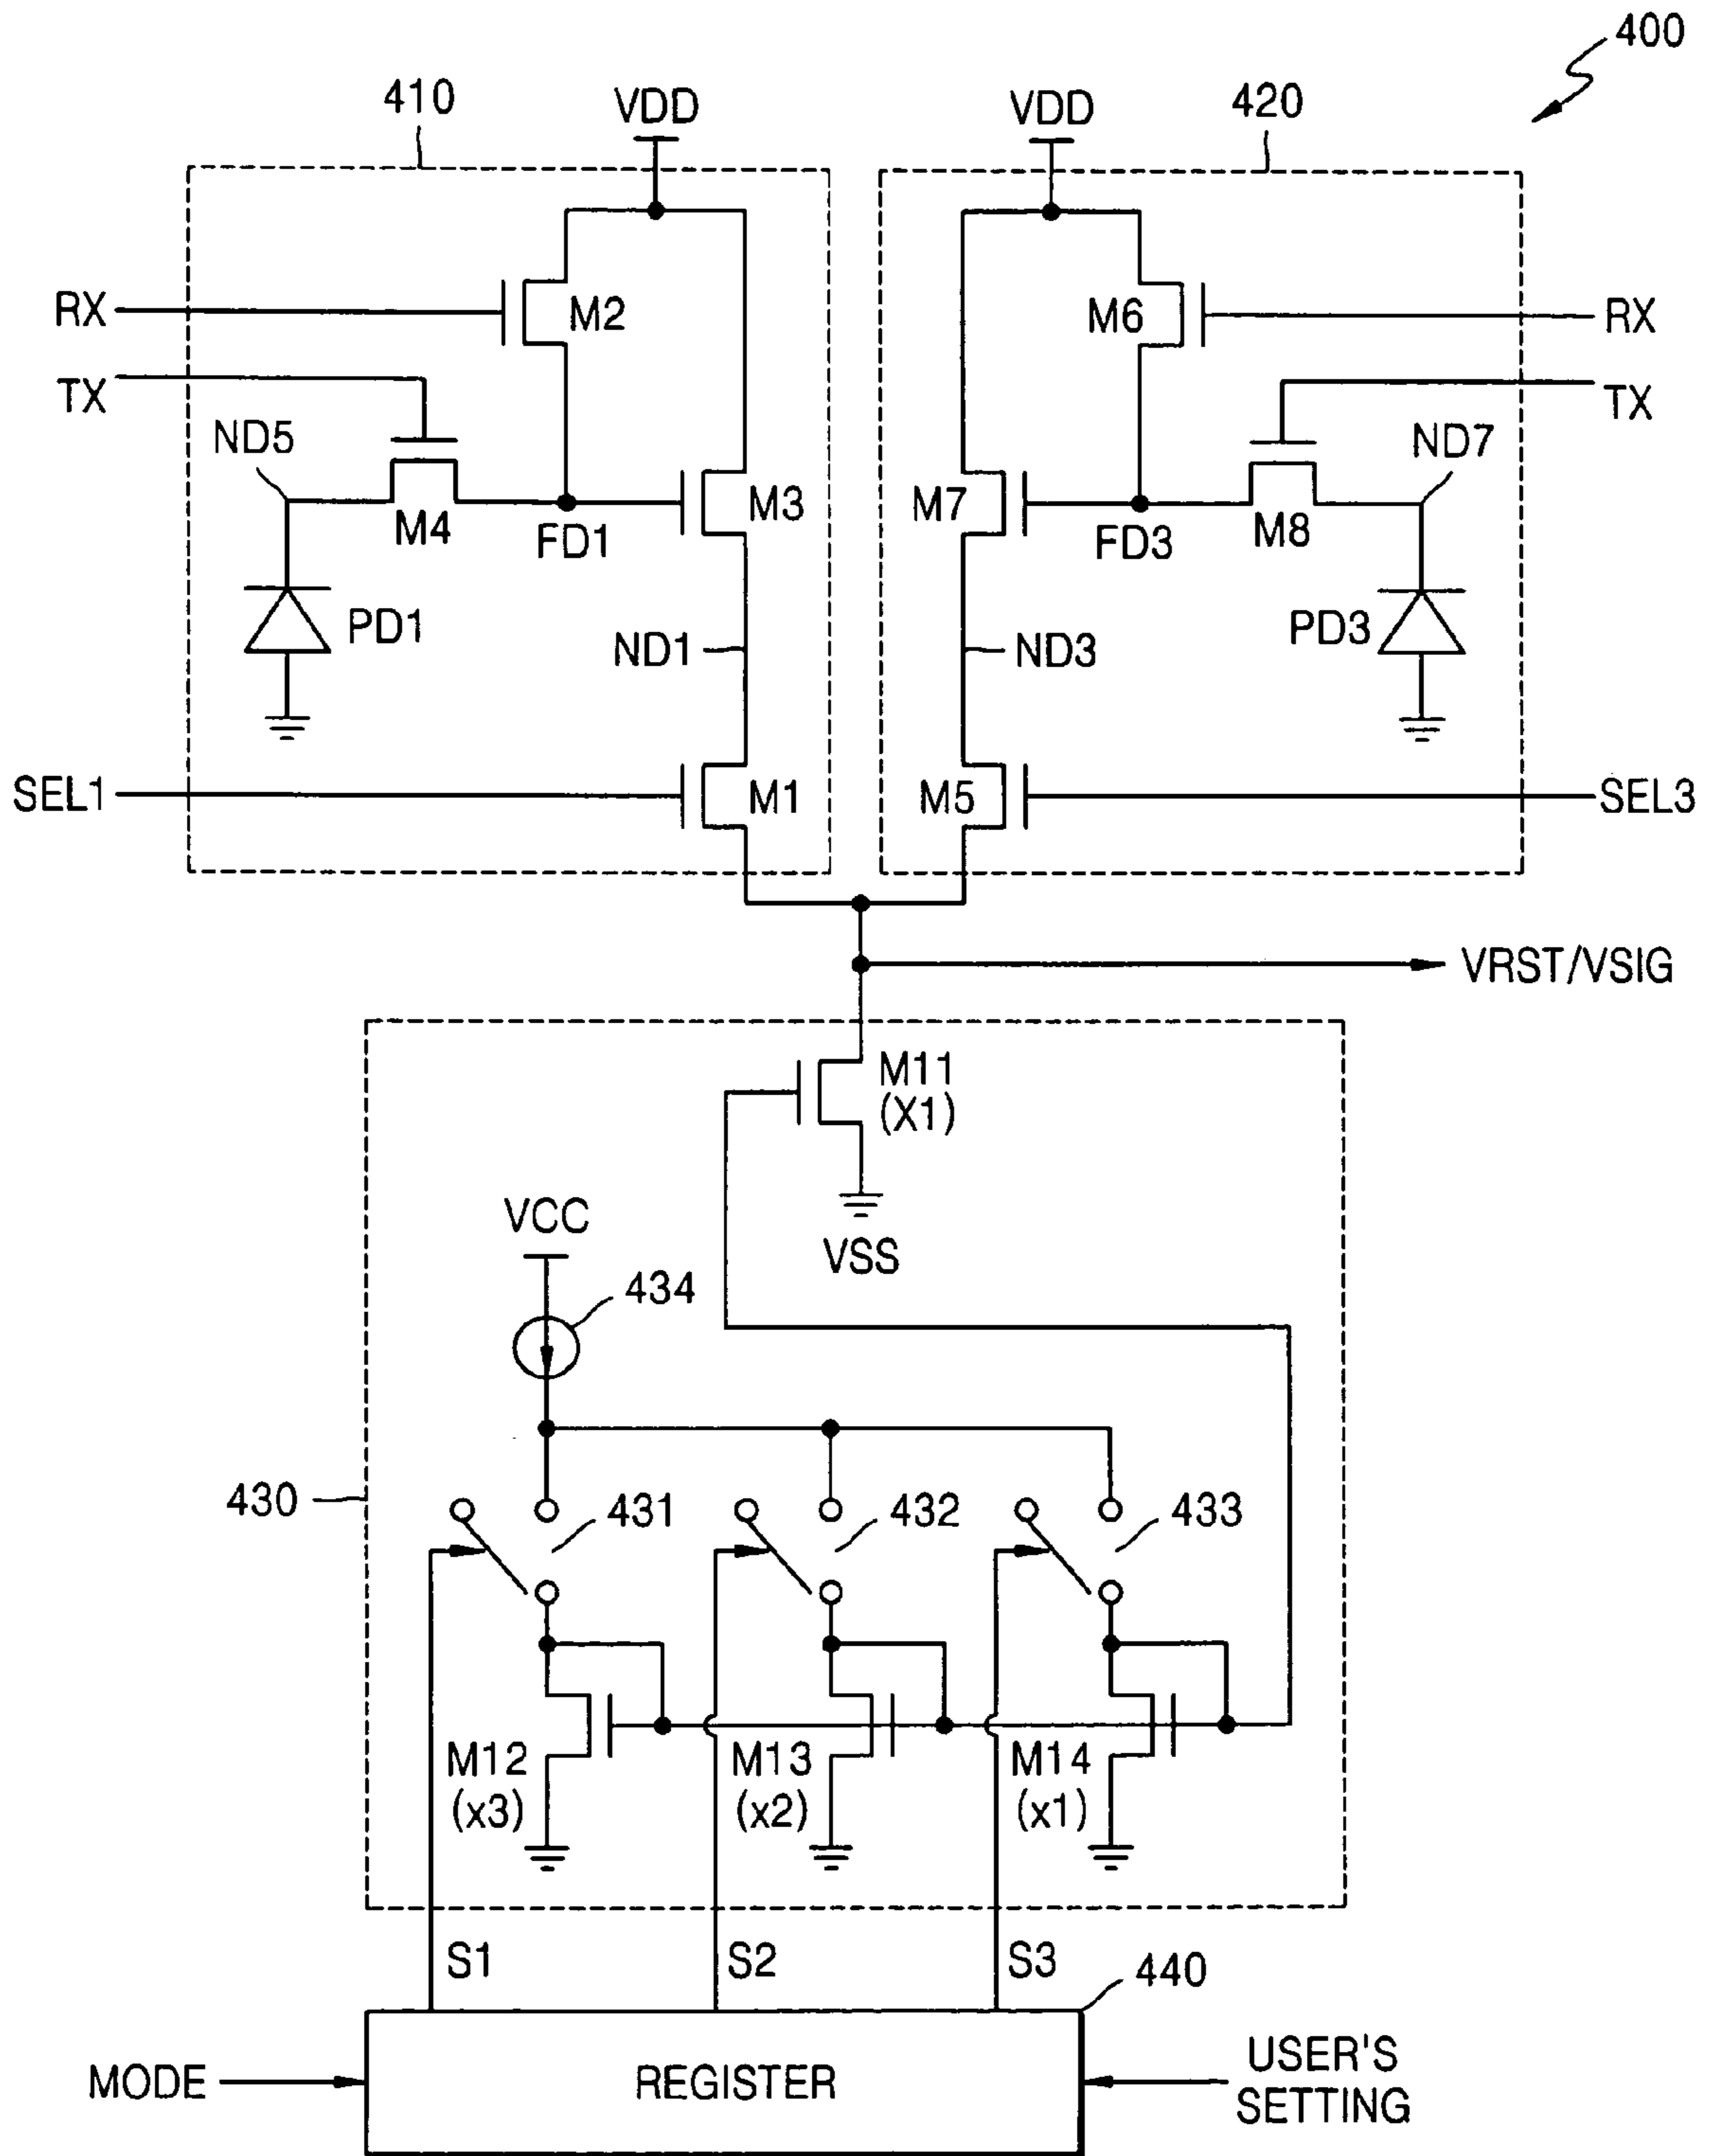 400
410
VDD
VDD
420
RX
M2
M6
RX
TX
TX
ND5
ND7
M4
FD1
M3
M7
FD3
M8
PD1
ND1
ND3
PD3
SEL1
M1
M5
SEL3
VRST/VSIG
M11
(X1)
VCC
VSS
434
430
431
432
433
M12
(x3)
M13
(x2)
M14
(x1)
S1
S2
S3
440
MODE
REGISTER
USER'S
SETTING